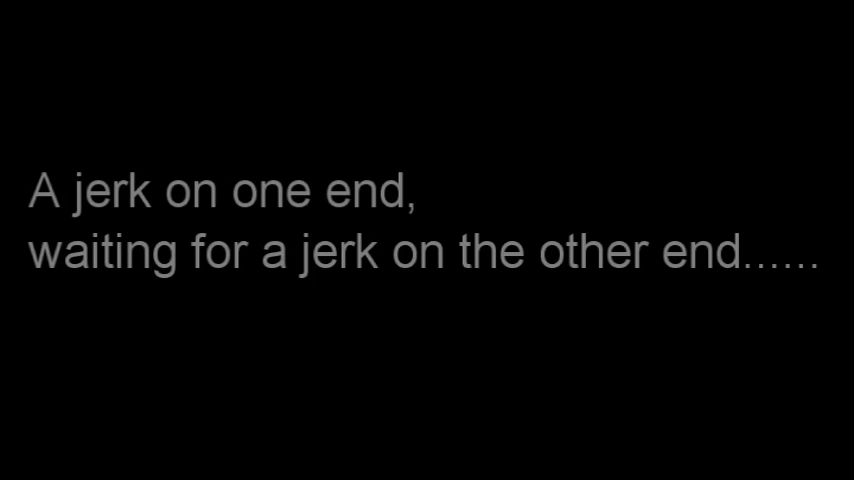 A jerk on one end,
waiting for a jerk on the other end......